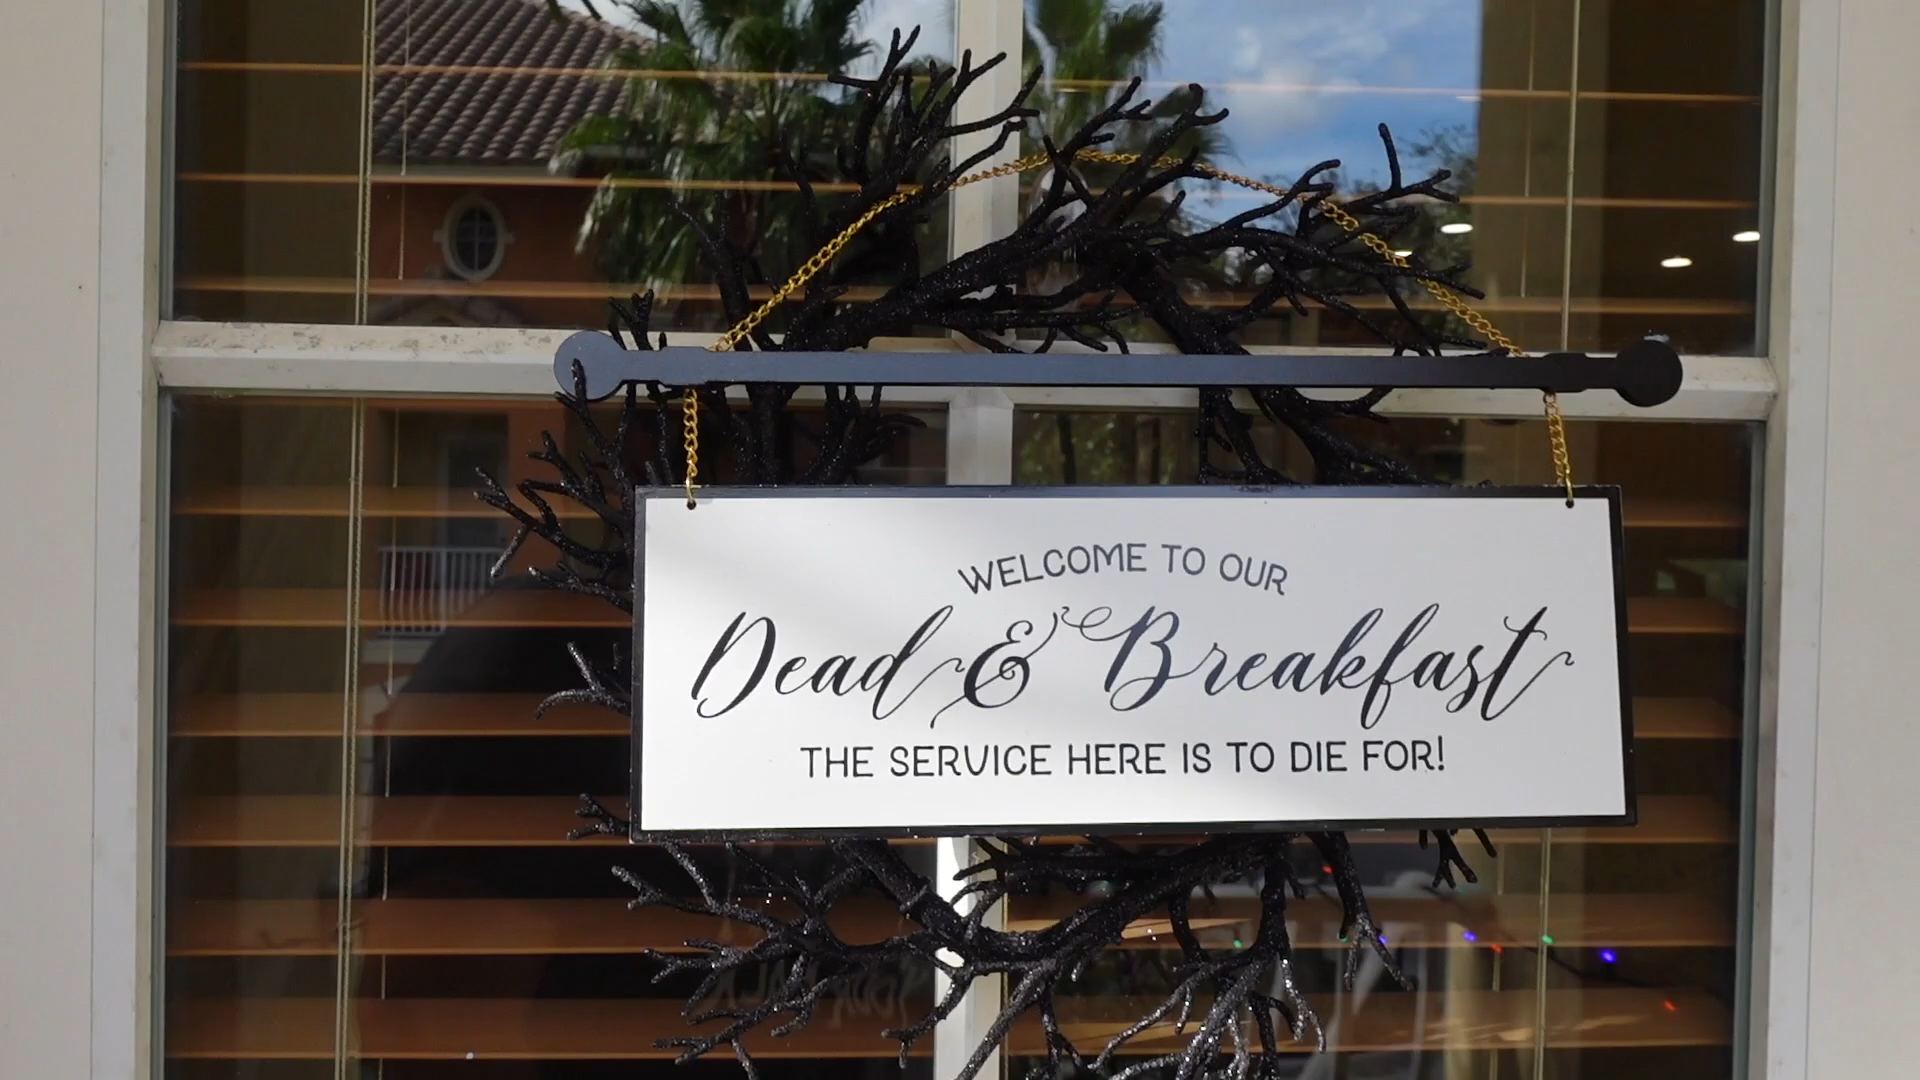 WELCOME TO OUR
Dead & Breakfast
THE SERVICE HERE IS TO DIE FOR!